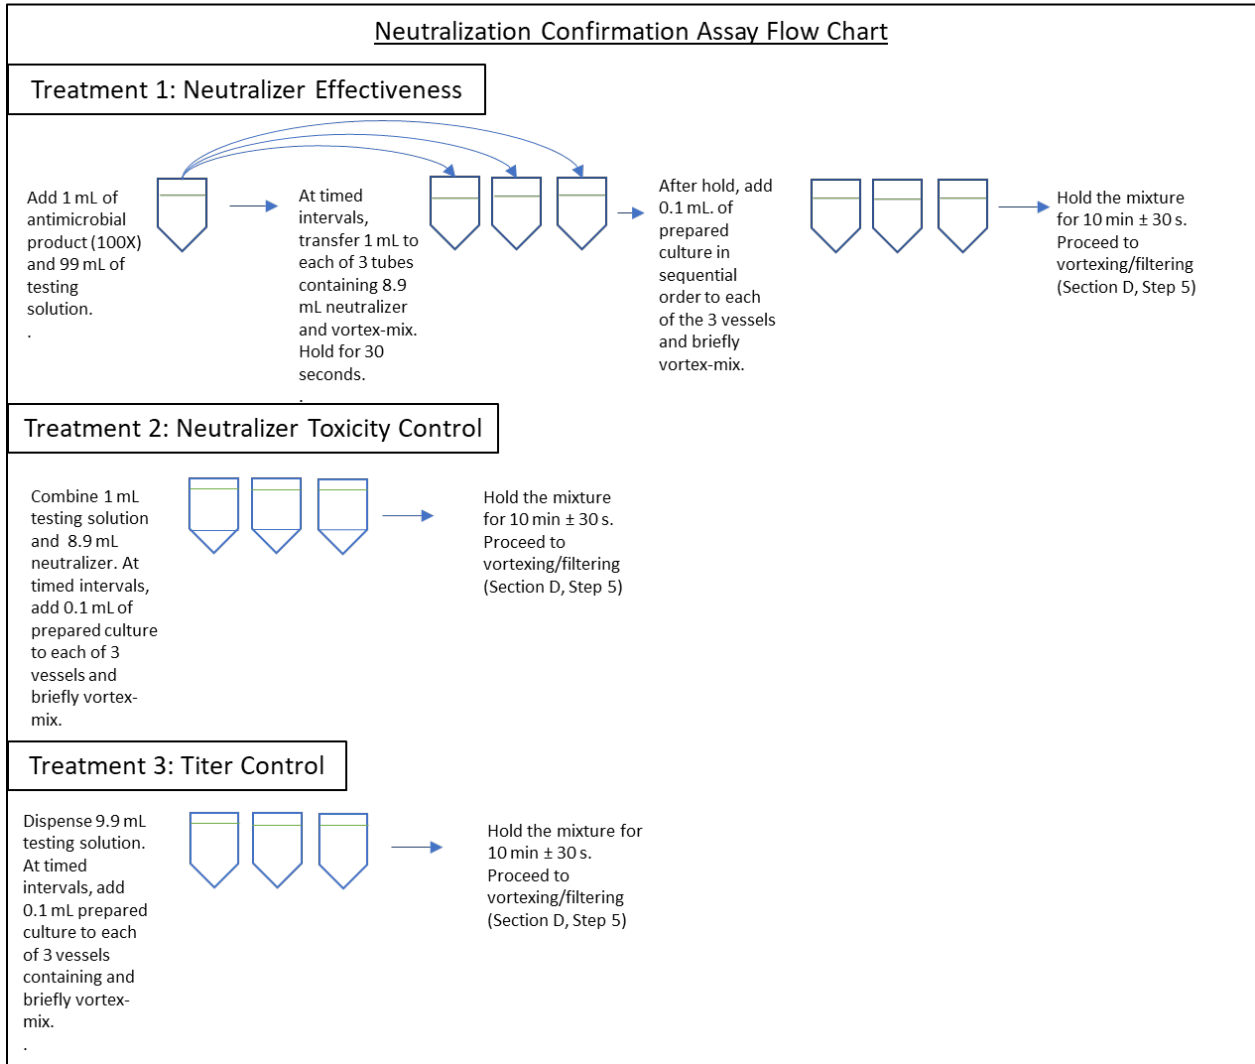 Neutralization Confirmation Assay Flow Chart
Treatment 1: Neutralizer Effectiveness
Add 1 mL of
antimicrobial
product (100X)
and 99 mL of
testing
solution.
.
At timed
intervals,
transfer 1 mL to
each of 3 tubes
containing 8.9
mL neutralizer
and vortex-mix.
Hold for 30
seconds.
.
After hold, add
0.1 mL. of
prepared
culture in
sequential
order to each
of the 3 vessels
and briefly
vortex-mix.
Hold the mixture
for 10 min ± 30 s.
Proceed to
vortexing/filtering
(Section D, Step 5)
Treatment 2: Neutralizer Toxicity Control
Combine 1 mL
testing solution
and 8.9 mL
neutralizer. At
timed intervals,
add 0.1 mL of
prepared culture
to each of 3
vessels and
briefly vortex-
mix.
Hold the mixture
for 10 min ± 30 s.
Proceed to
vortexing/filtering
(Section D, Step 5)
Treatment 3: Titer Control
Dispense 9.9 mL
testing solution.
At timed
intervals, add
0.1 mL prepared
culture to each
of 3 vessels
containing and
briefly vortex-
mix.
.
Hold the mixture for
10 min ± 30 s.
Proceed to
vortexing/filtering
(Section D, Step 5)